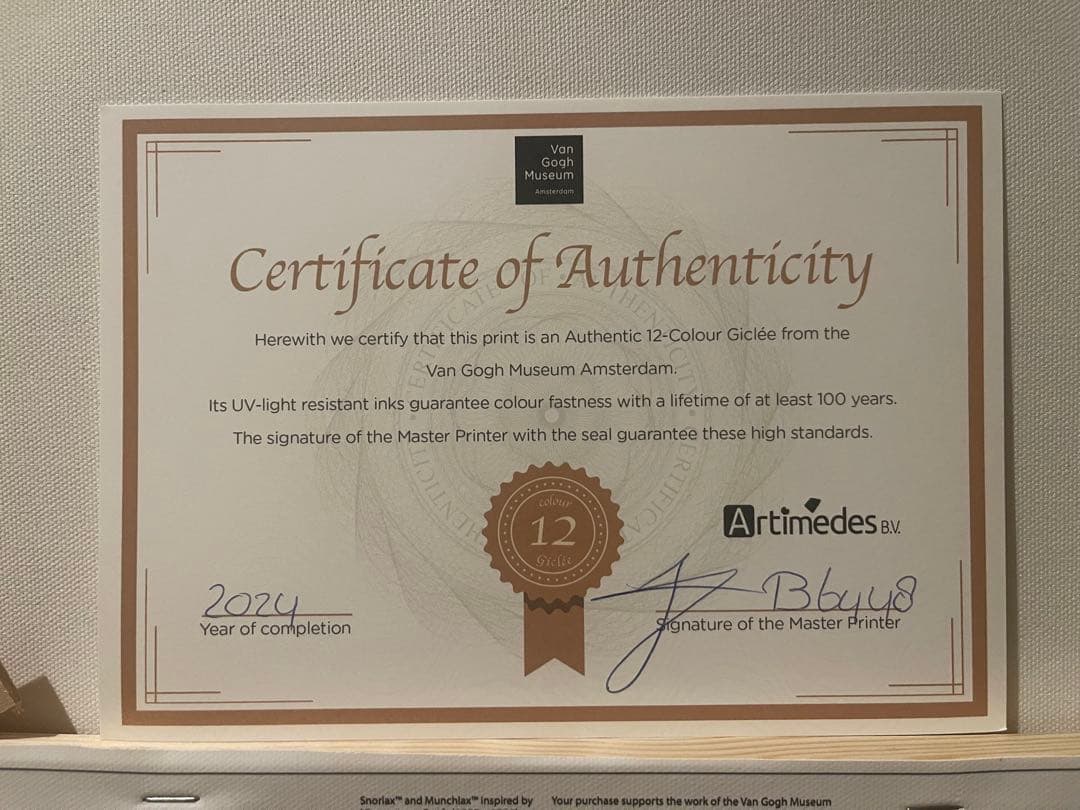 Van
Gogh
Museum
Amsterdam
Certificate of Authenticity
Herewith we certify that this print is an Authentic 12-Colour Giclée from the
Van Gogh Museum Amsterdam.
Its UV-light resistant inks guarantee colour fastness with a lifetime of at least 100 years.
The signature of the Master Printer with the seal guarantee these high standards.
colour
12
Giclée
Artimedes B.V.
2024
Year of completion
B6448
Signature of the Master Printer
Snorlax™ and Munchlax™ inspired by
Your purchase supports the work of the Van Gogh Museum